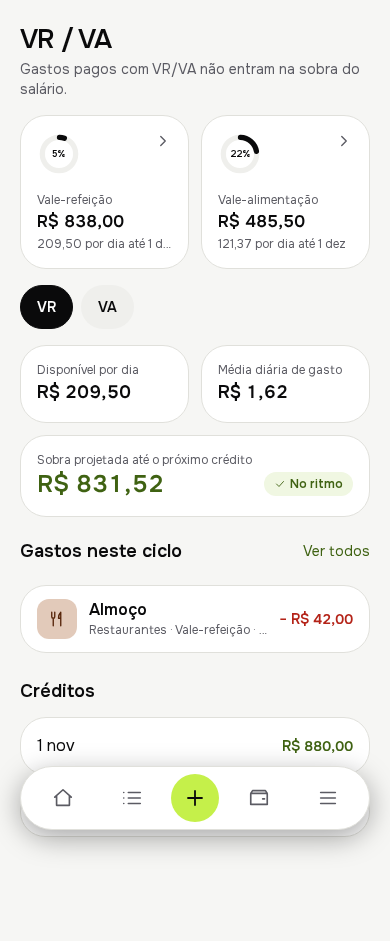 VR / VA
Gastos pagos com VR/VA não entram na sobra do
salário.
5%
Vale-refeição
R$ 838,00
209,50 por dia até 1 d...
22%
Vale-alimentação
R$ 485,50
121,37 por dia até 1 dez
VR
VA
Disponível por dia
R$ 209,50
Média diária de gasto
R$ 1,62
Sobra projetada até o próximo crédito
R$ 831,52
No ritmo
Gastos neste ciclo
Ver todos
Almoço
Restaurantes · Vale-refeição · ...
− R$ 42,00
Créditos
1 nov
R$ 880,00